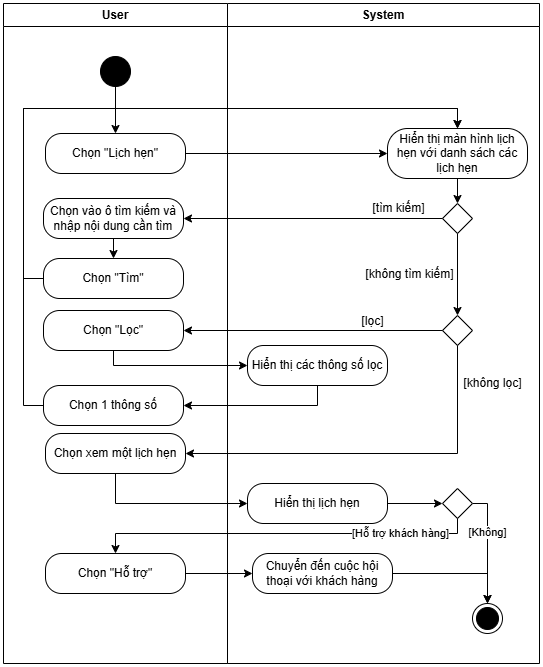 User
System
Chọn "Lịch hẹn"
Hiển thị màn hình lịch
hẹn với danh sách các
lịch hẹn
[tìm kiếm]
Chọn vào ô tìm kiếm và
nhập nội dung cần tìm
[không tìm kiếm]
Chọn "Tìm"
[lọc]
Chọn "Lọc"
Hiển thị các thông số lọc
[không lọc]
Chọn 1 thông số
Chọn xem một lịch hẹn
Hiển thị lịch hẹn
[Hỗ trợ khách hàng]
[Không]
Chọn "Hỗ trợ"
Chuyển đến cuộc hội
thoại với khách hàng